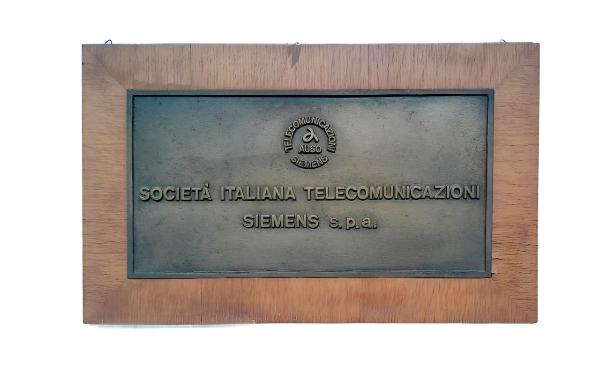 TELECOMUNICAZIONI
a
AUSO
SIEMENS
SOCIETÀ ITALIANA TELECOMUNICAZIONI
SIEMENS s.p.a.